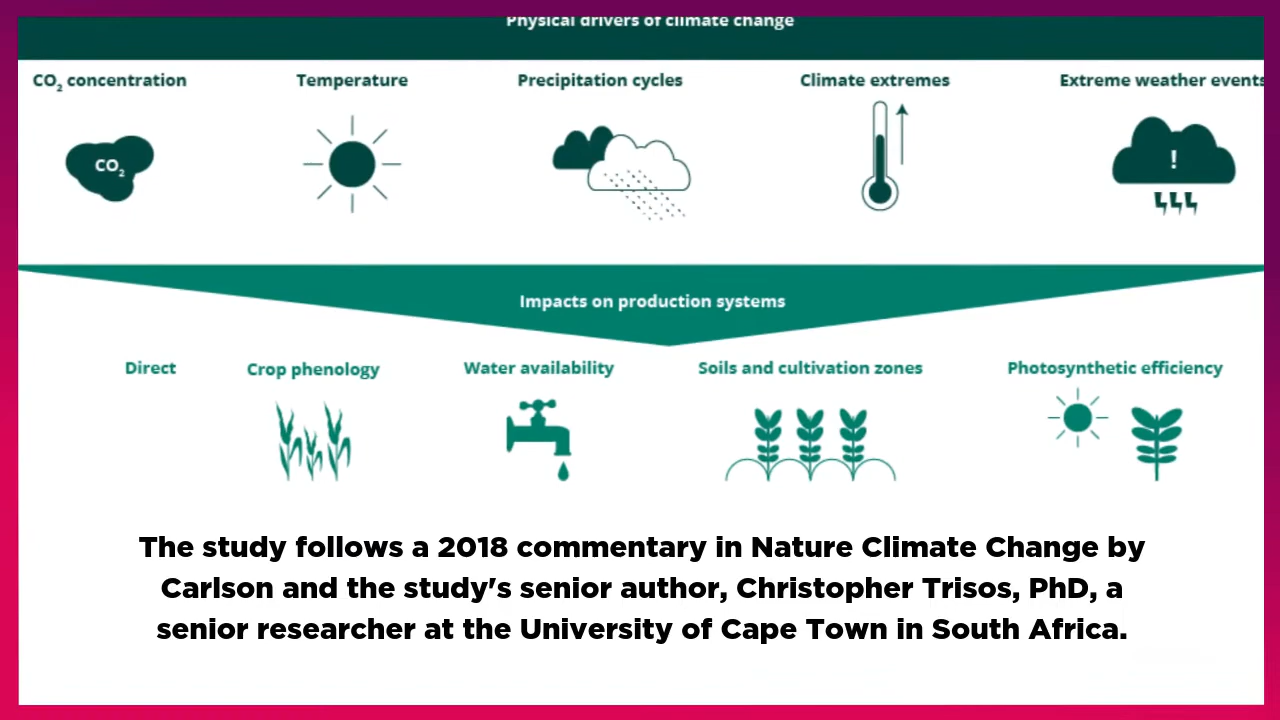 Physical drivers of climate change
CO₂ concentration
Temperature
Precipitation cycles
Climate extremes
Extreme weather events
CO₂
!
Impacts on production systems
Direct
Crop phenology
Water availability
Soils and cultivation zones
Photosynthetic efficiency
The study follows a 2018 commentary in Nature Climate Change by
Carlson and the study's senior author, Christopher Trisos, PhD, a
senior researcher at the University of Cape Town in South Africa.